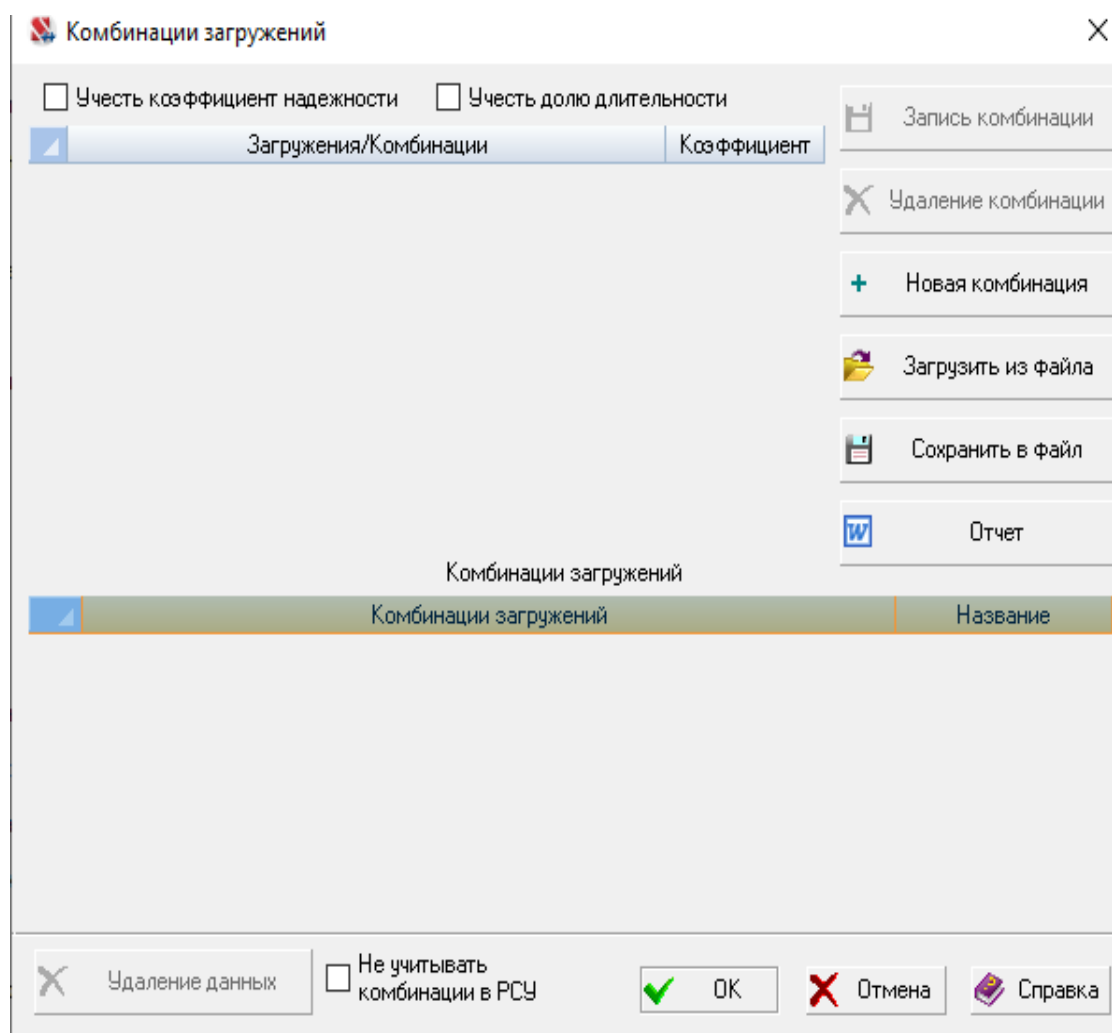 Комбинации загружений
Учесть коэффициент надежности
Учесть долю длительности
Загружения/Комбинации
Коэффициент
Запись комбинации
Удаление комбинации
Новая комбинация
Загрузить из файла
Сохранить в файл
Отчет
Комбинации загружений
Комбинации загружений
Название
Удаление данных
Не учитывать
комбинации в РСУ
OK
Отмена
Справка